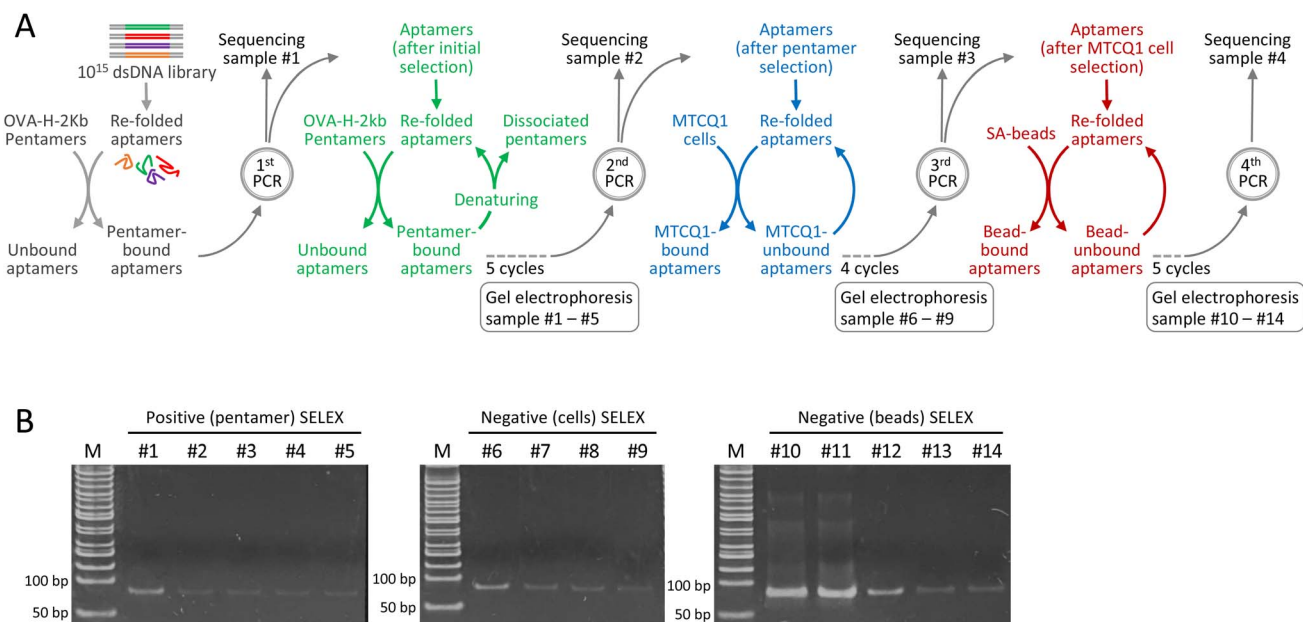 A
10^15 dsDNA library
OVA-H-2Kb
Pentamers
Re-folded
aptamers
Unbound
aptamers
Pentamer-
bound
aptamers
Sequencing
sample #1
1st
PCR
Aptamers
(after initial
selection)
OVA-H-2kb
Pentamers
Re-folded
aptamers
Dissociated
pentamers
Denaturing
Unbound
aptamers
Pentamer-
bound
aptamers
5 cycles
Gel electrophoresis
sample #1 – #5
Sequencing
sample #2
2nd
PCR
Aptamers
(after pentamer
selection)
MTCQ1
cells
Re-folded
aptamers
MTCQ1-
bound
aptamers
MTCQ1-
unbound
aptamers
4 cycles
Gel electrophoresis
sample #6 – #9
Sequencing
sample #3
3rd
PCR
Aptamers
(after MTCQ1 cell
selection)
SA-beads
Re-folded
aptamers
Bead-
bound
aptamers
Bead-
unbound
aptamers
5 cycles
Gel electrophoresis
sample #10 – #14
Sequencing
sample #4
4th
PCR
B
Positive (pentamer) SELEX
M #1 #2 #3 #4 #5
100 bp
50 bp
Negative (cells) SELEX
M #6 #7 #8 #9
100 bp
50 bp
Negative (beads) SELEX
M #10 #11 #12 #13 #14
100 bp
50 bp